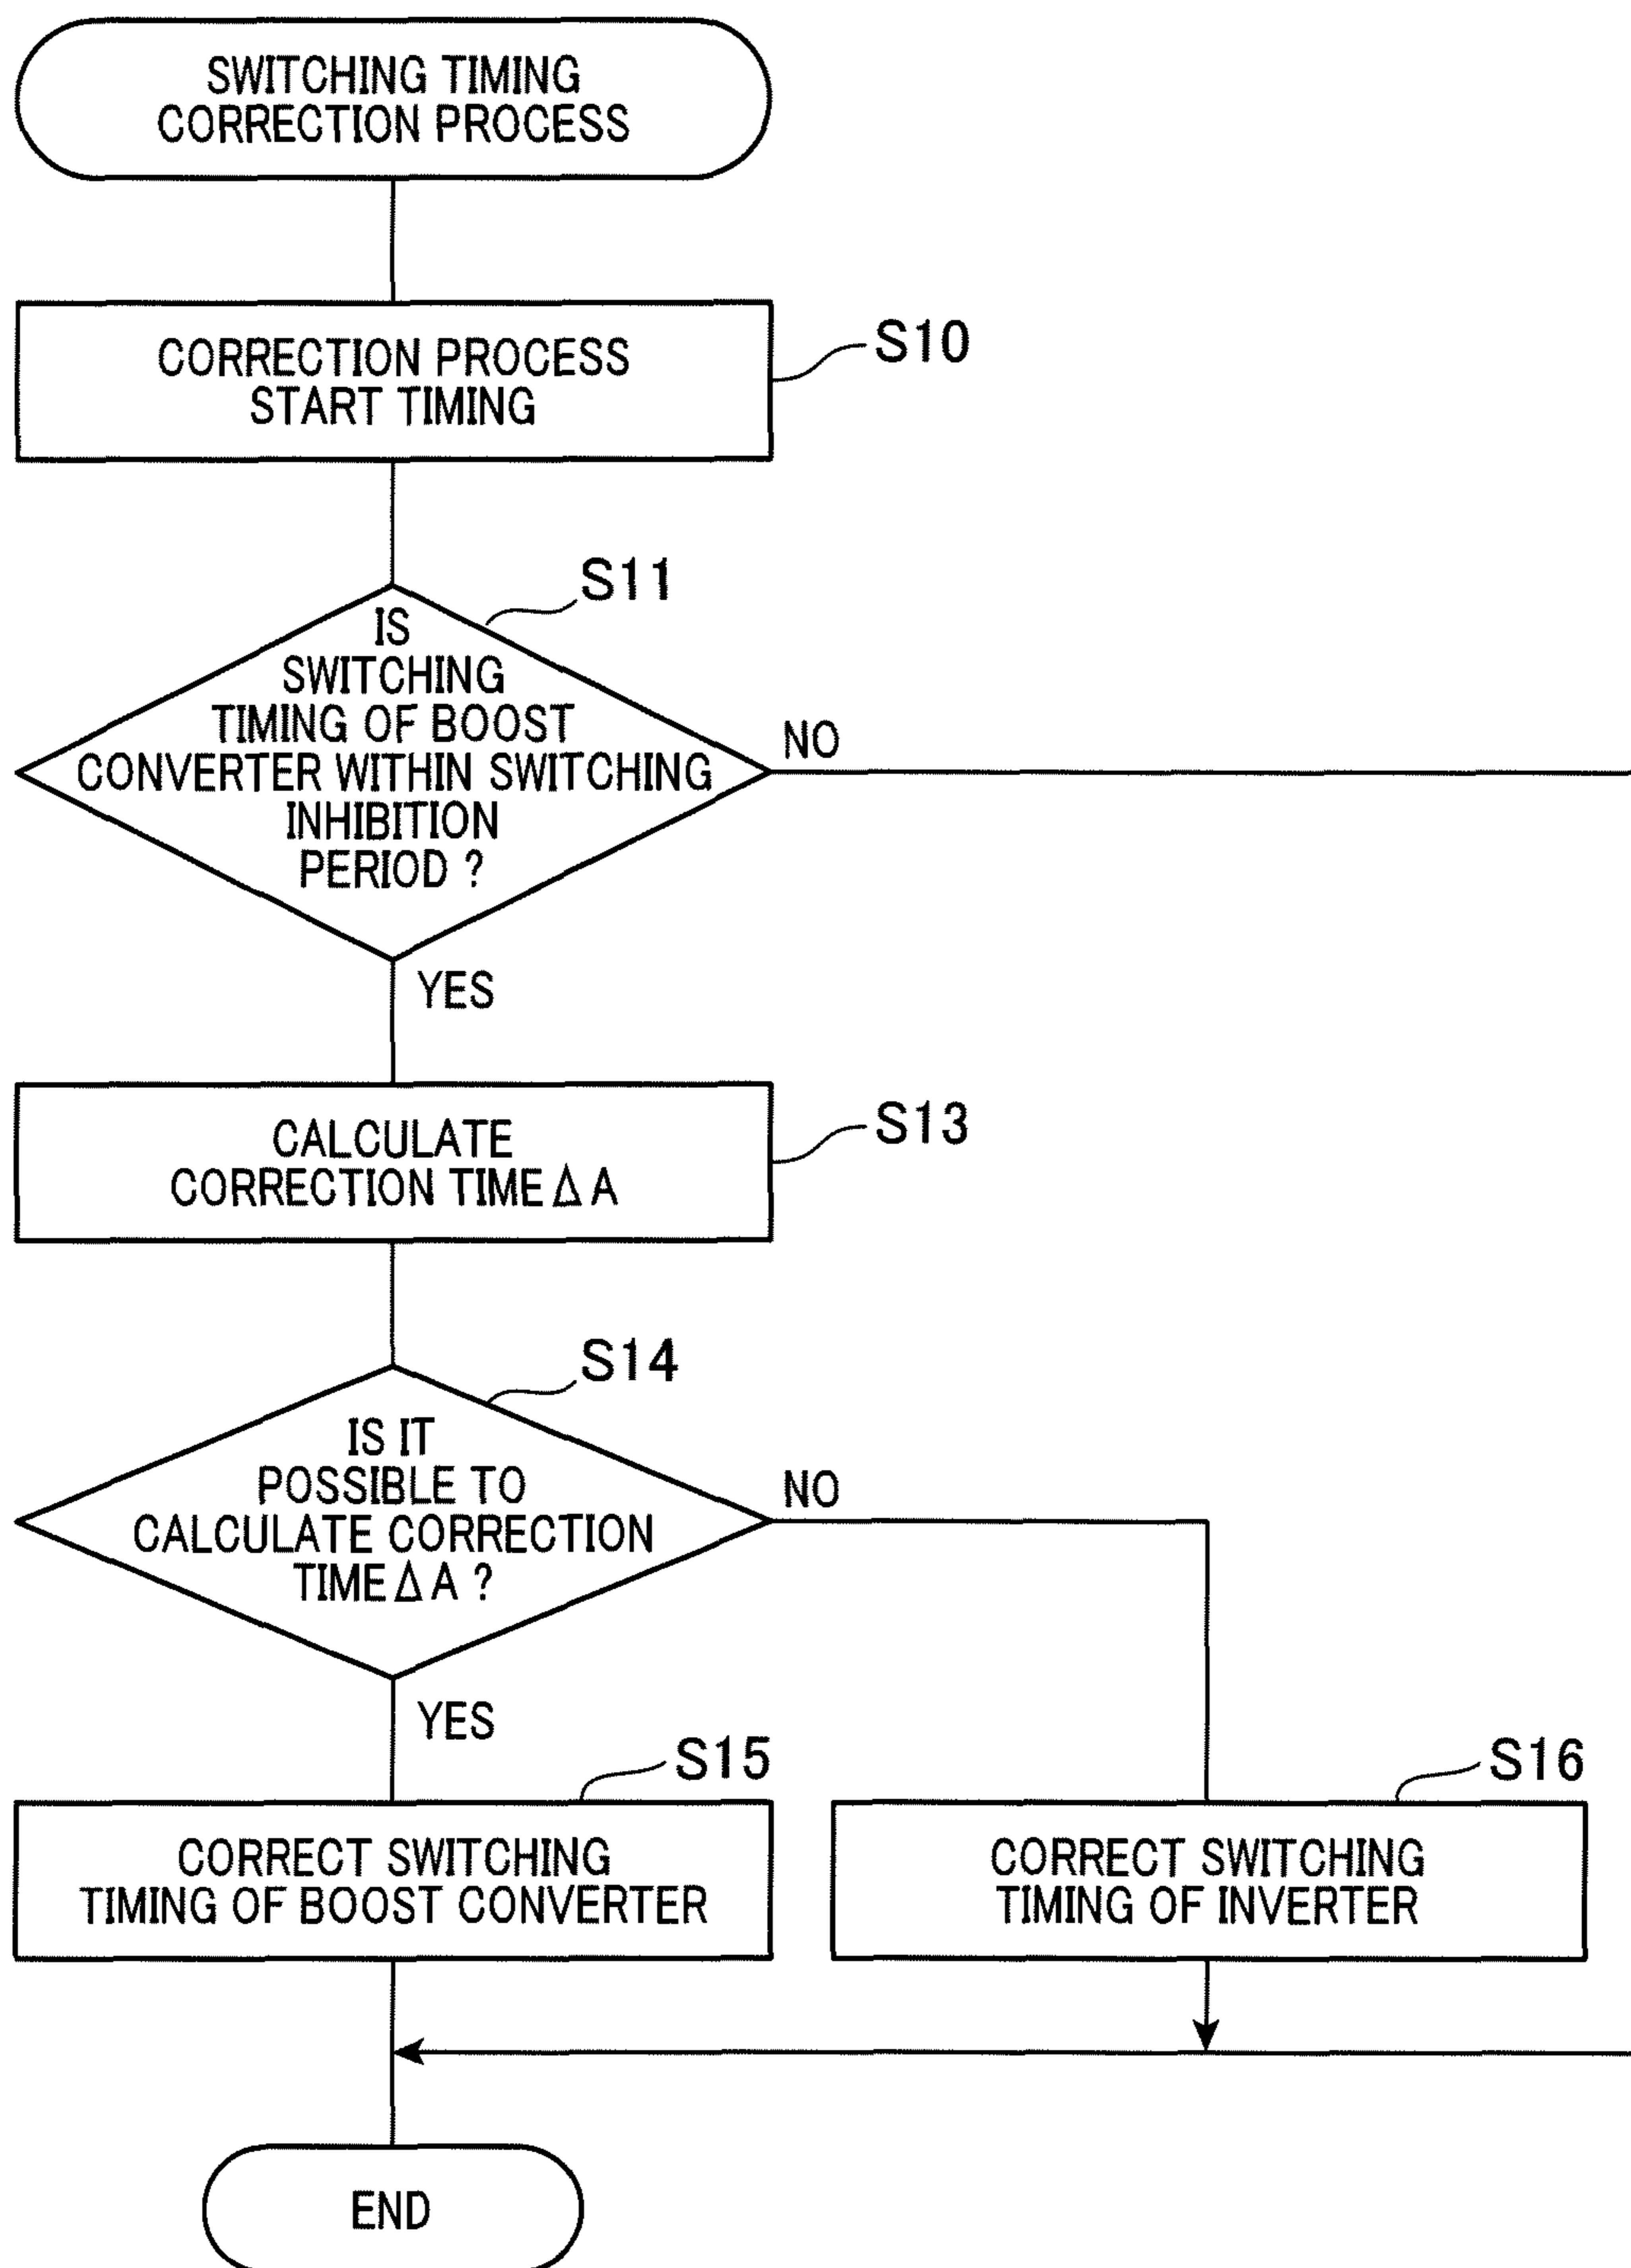 SWITCHING TIMING
CORRECTION PROCESS
CORRECTION PROCESS
START TIMING
S10
S11
IS
SWITCHING
TIMING OF BOOST
CONVERTER WITHIN SWITCHING
INHIBITION
PERIOD ?
NO
YES
CALCULATE
CORRECTION TIME Δ A
S13
S14
IS IT
POSSIBLE TO
CALCULATE CORRECTION
TIME Δ A ?
NO
YES
S15
CORRECT SWITCHING
TIMING OF BOOST CONVERTER
S16
CORRECT SWITCHING
TIMING OF INVERTER
END